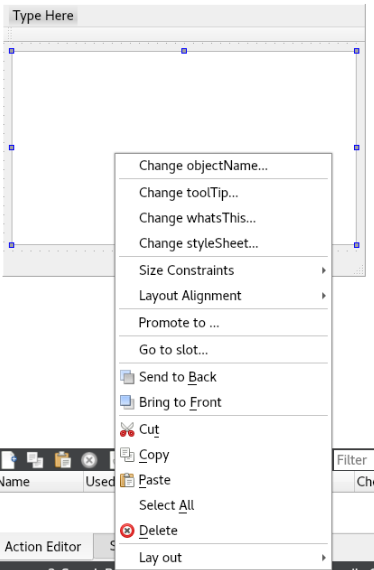 Type Here
Change objectName...
Change toolTip...
Change whatsThis...
Change styleSheet...
Size Constraints
Layout Alignment
Promote to ...
Go to slot...
Send to Back
Bring to Front
Cut
Copy
Paste
Select All
Delete
Lay out
Filter
Name Used
Action Editor